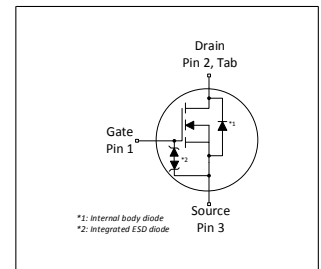 Drain
Pin 2, Tab
*1
Gate
Pin 1
*2
Source
Pin 3
*1: Internal body diode
*2: Integrated ESD diode